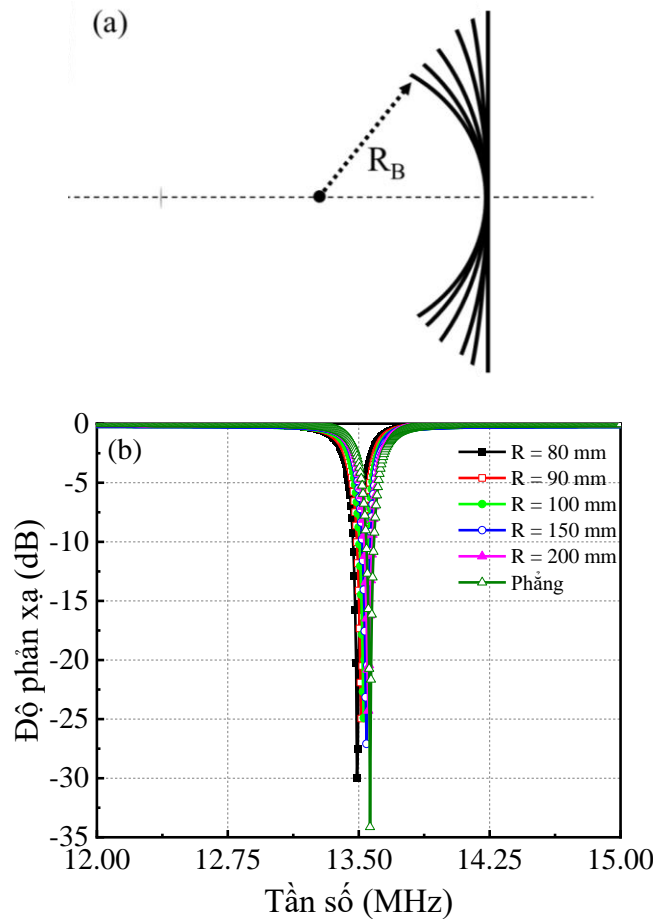 (a)
R_B
(b)
R = 80 mm
R = 90 mm
R = 100 mm
R = 150 mm
R = 200 mm
Phẳng
0
-5
-10
-15
-20
-25
-30
-35
Độ phản xạ (dB)
12.00 12.75 13.50 14.25 15.00
Tần số (MHz)